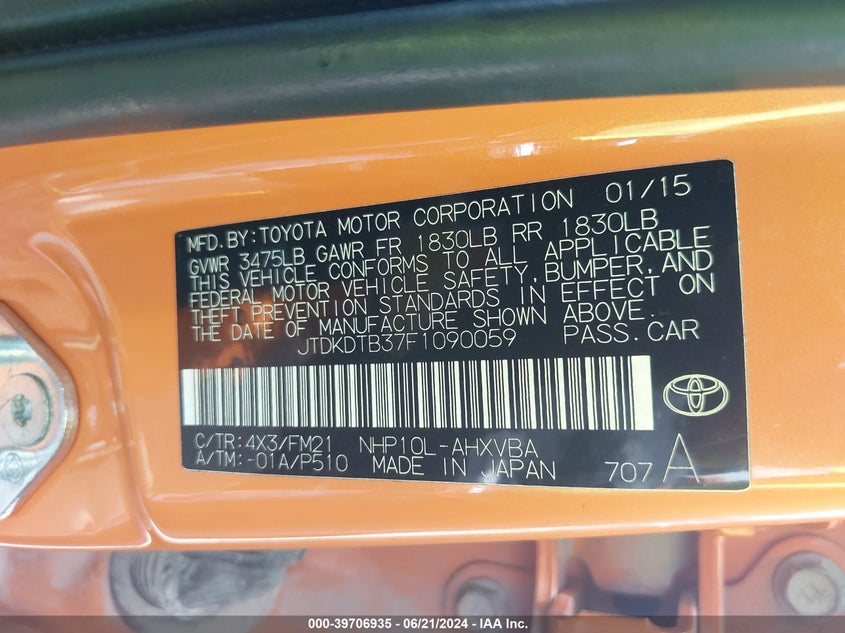 MFD.BY:TOYOTA MOTOR CORPORATION 01/15
GVWR 3475LB GAWR FR 1830LB RR 1830LB
THIS VEHICLE CONFORMS TO ALL APPLICABLE
FEDERAL MOTOR VEHICLE SAFETY,BUMPER,AND
THEFT PREVENTION STANDARDS IN EFFECT ON
THE DATE OF MANUFACTURE SHOWN ABOVE.
JTDKDTB37F1090059 PASS.CAR
C/TR:4X3/FM21 NHP10L-AHXVBA
A/TM:-01A/P510 MADE IN JAPAN 707 A
000-39706935 - 06/21/2024 - IAA Inc.